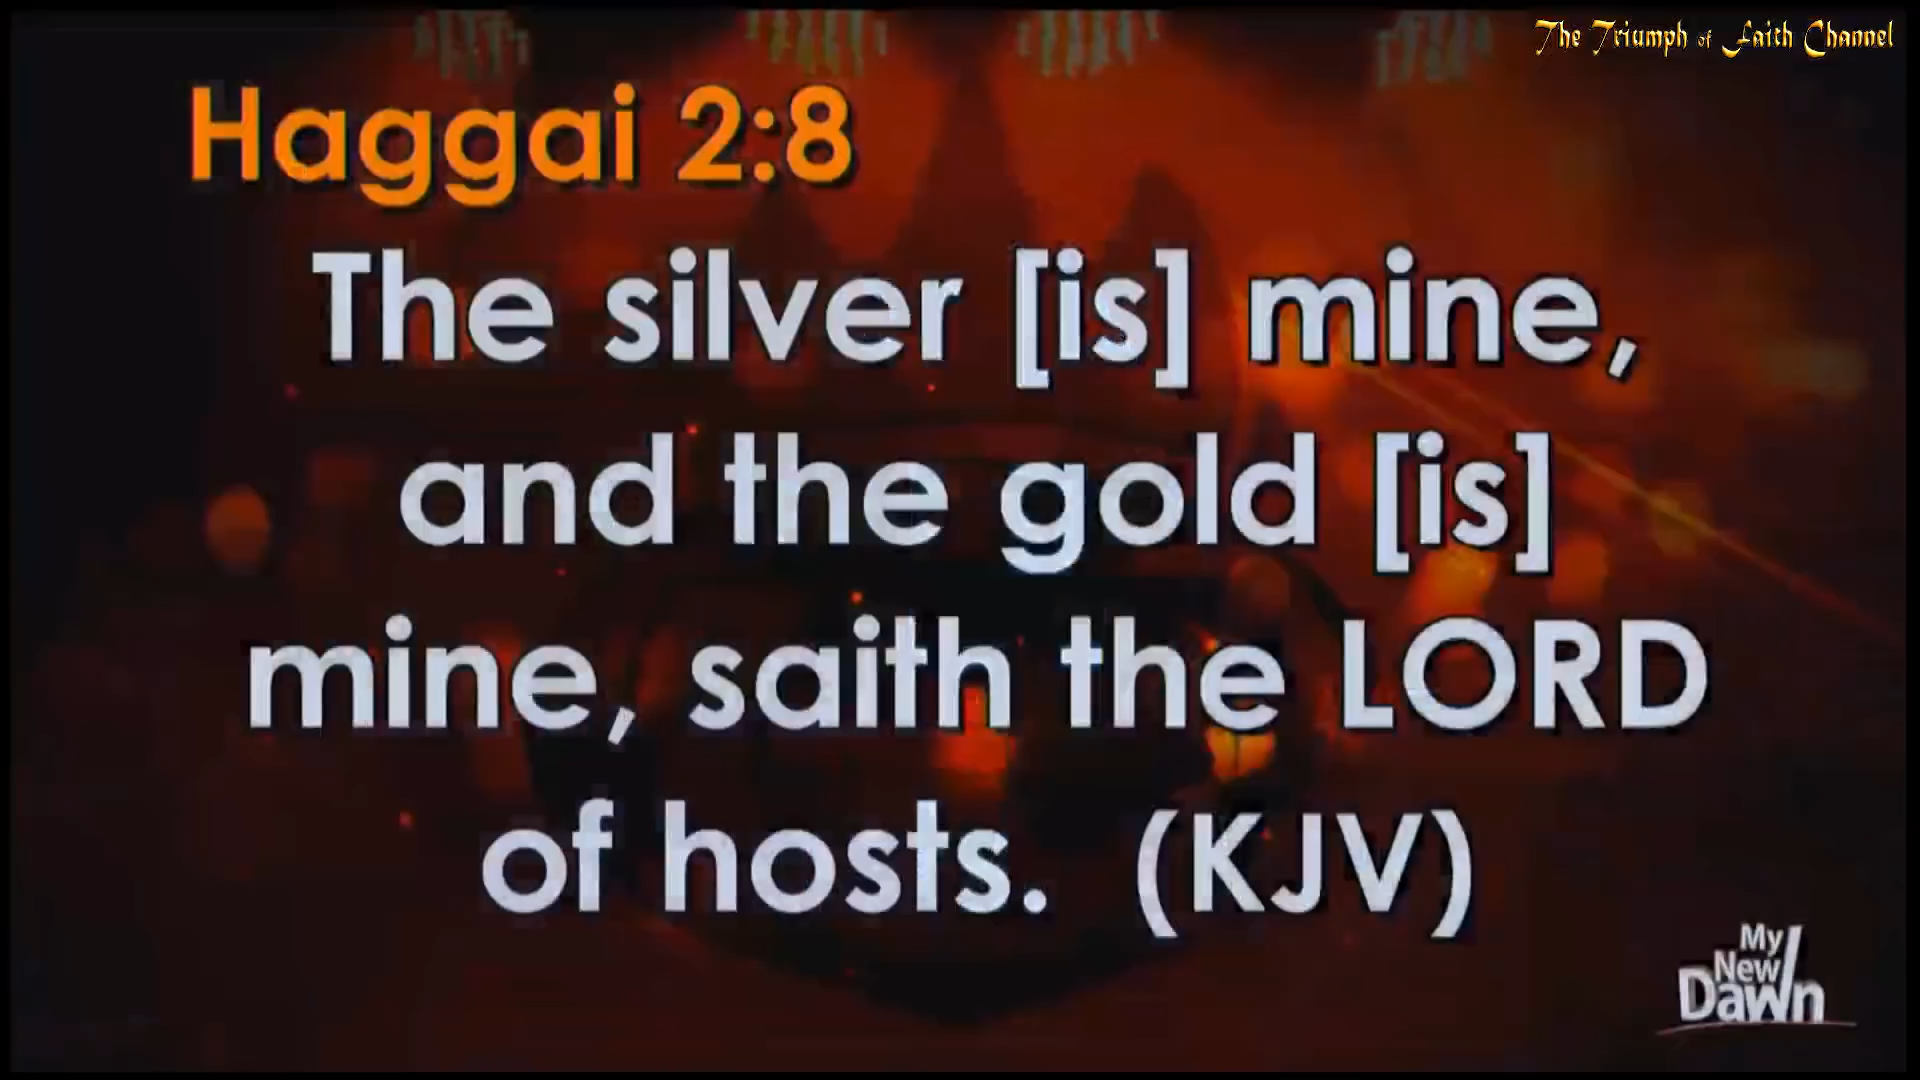 The Triumph of Faith Channel
Haggai 2:8
The silver [is] mine,
and the gold [is]
mine, saith the LORD
of hosts.  (KJV)
My
New
Dawn